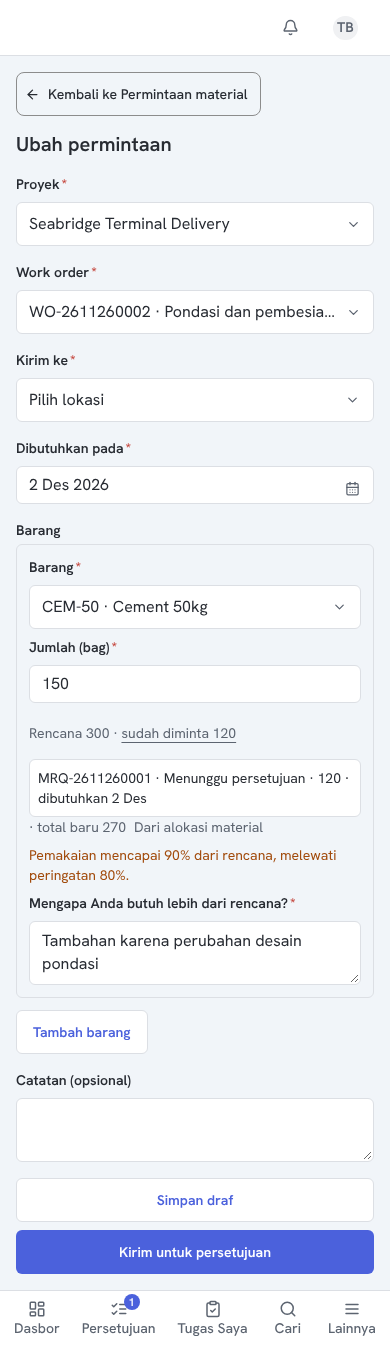 TB
Kembali ke Permintaan material
Ubah permintaan
Proyek*
Seabridge Terminal Delivery
Work order*
WO-2611260002 · Pondasi dan pembesia...
Kirim ke*
Pilih lokasi
Dibutuhkan pada*
2 Des 2026
Barang
Barang*
CEM-50 · Cement 50kg
Jumlah (bag)*
150
Rencana 300 · sudah diminta 120
MRQ-2611260001 · Menunggu persetujuan · 120 ·
dibutuhkan 2 Des
· total baru 270 Dari alokasi material
Pemakaian mencapai 90% dari rencana, melewati
peringatan 80%.
Mengapa Anda butuh lebih dari rencana?*
Tambahan karena perubahan desain
pondasi
Tambah barang
Catatan (opsional)
Simpan draf
Kirim untuk persetujuan
1
Dasbor Persetujuan Tugas Saya Cari Lainnya